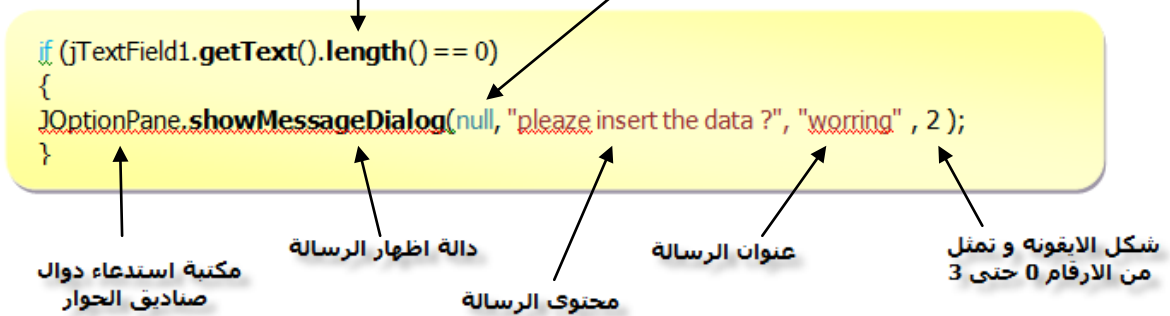 if (jTextField1.getText().length() == 0)
{
JOptionPane.showMessageDialog(null, "pleaze insert the data ?", "worring" , 2 );
}
مكتبة استدعاء دوال
صناديق الحوار
دالة اظهار الرسالة
محتوى الرسالة
عنوان الرسالة
شكل الايقونه و تمثل
من الارقام 0 حتى 3